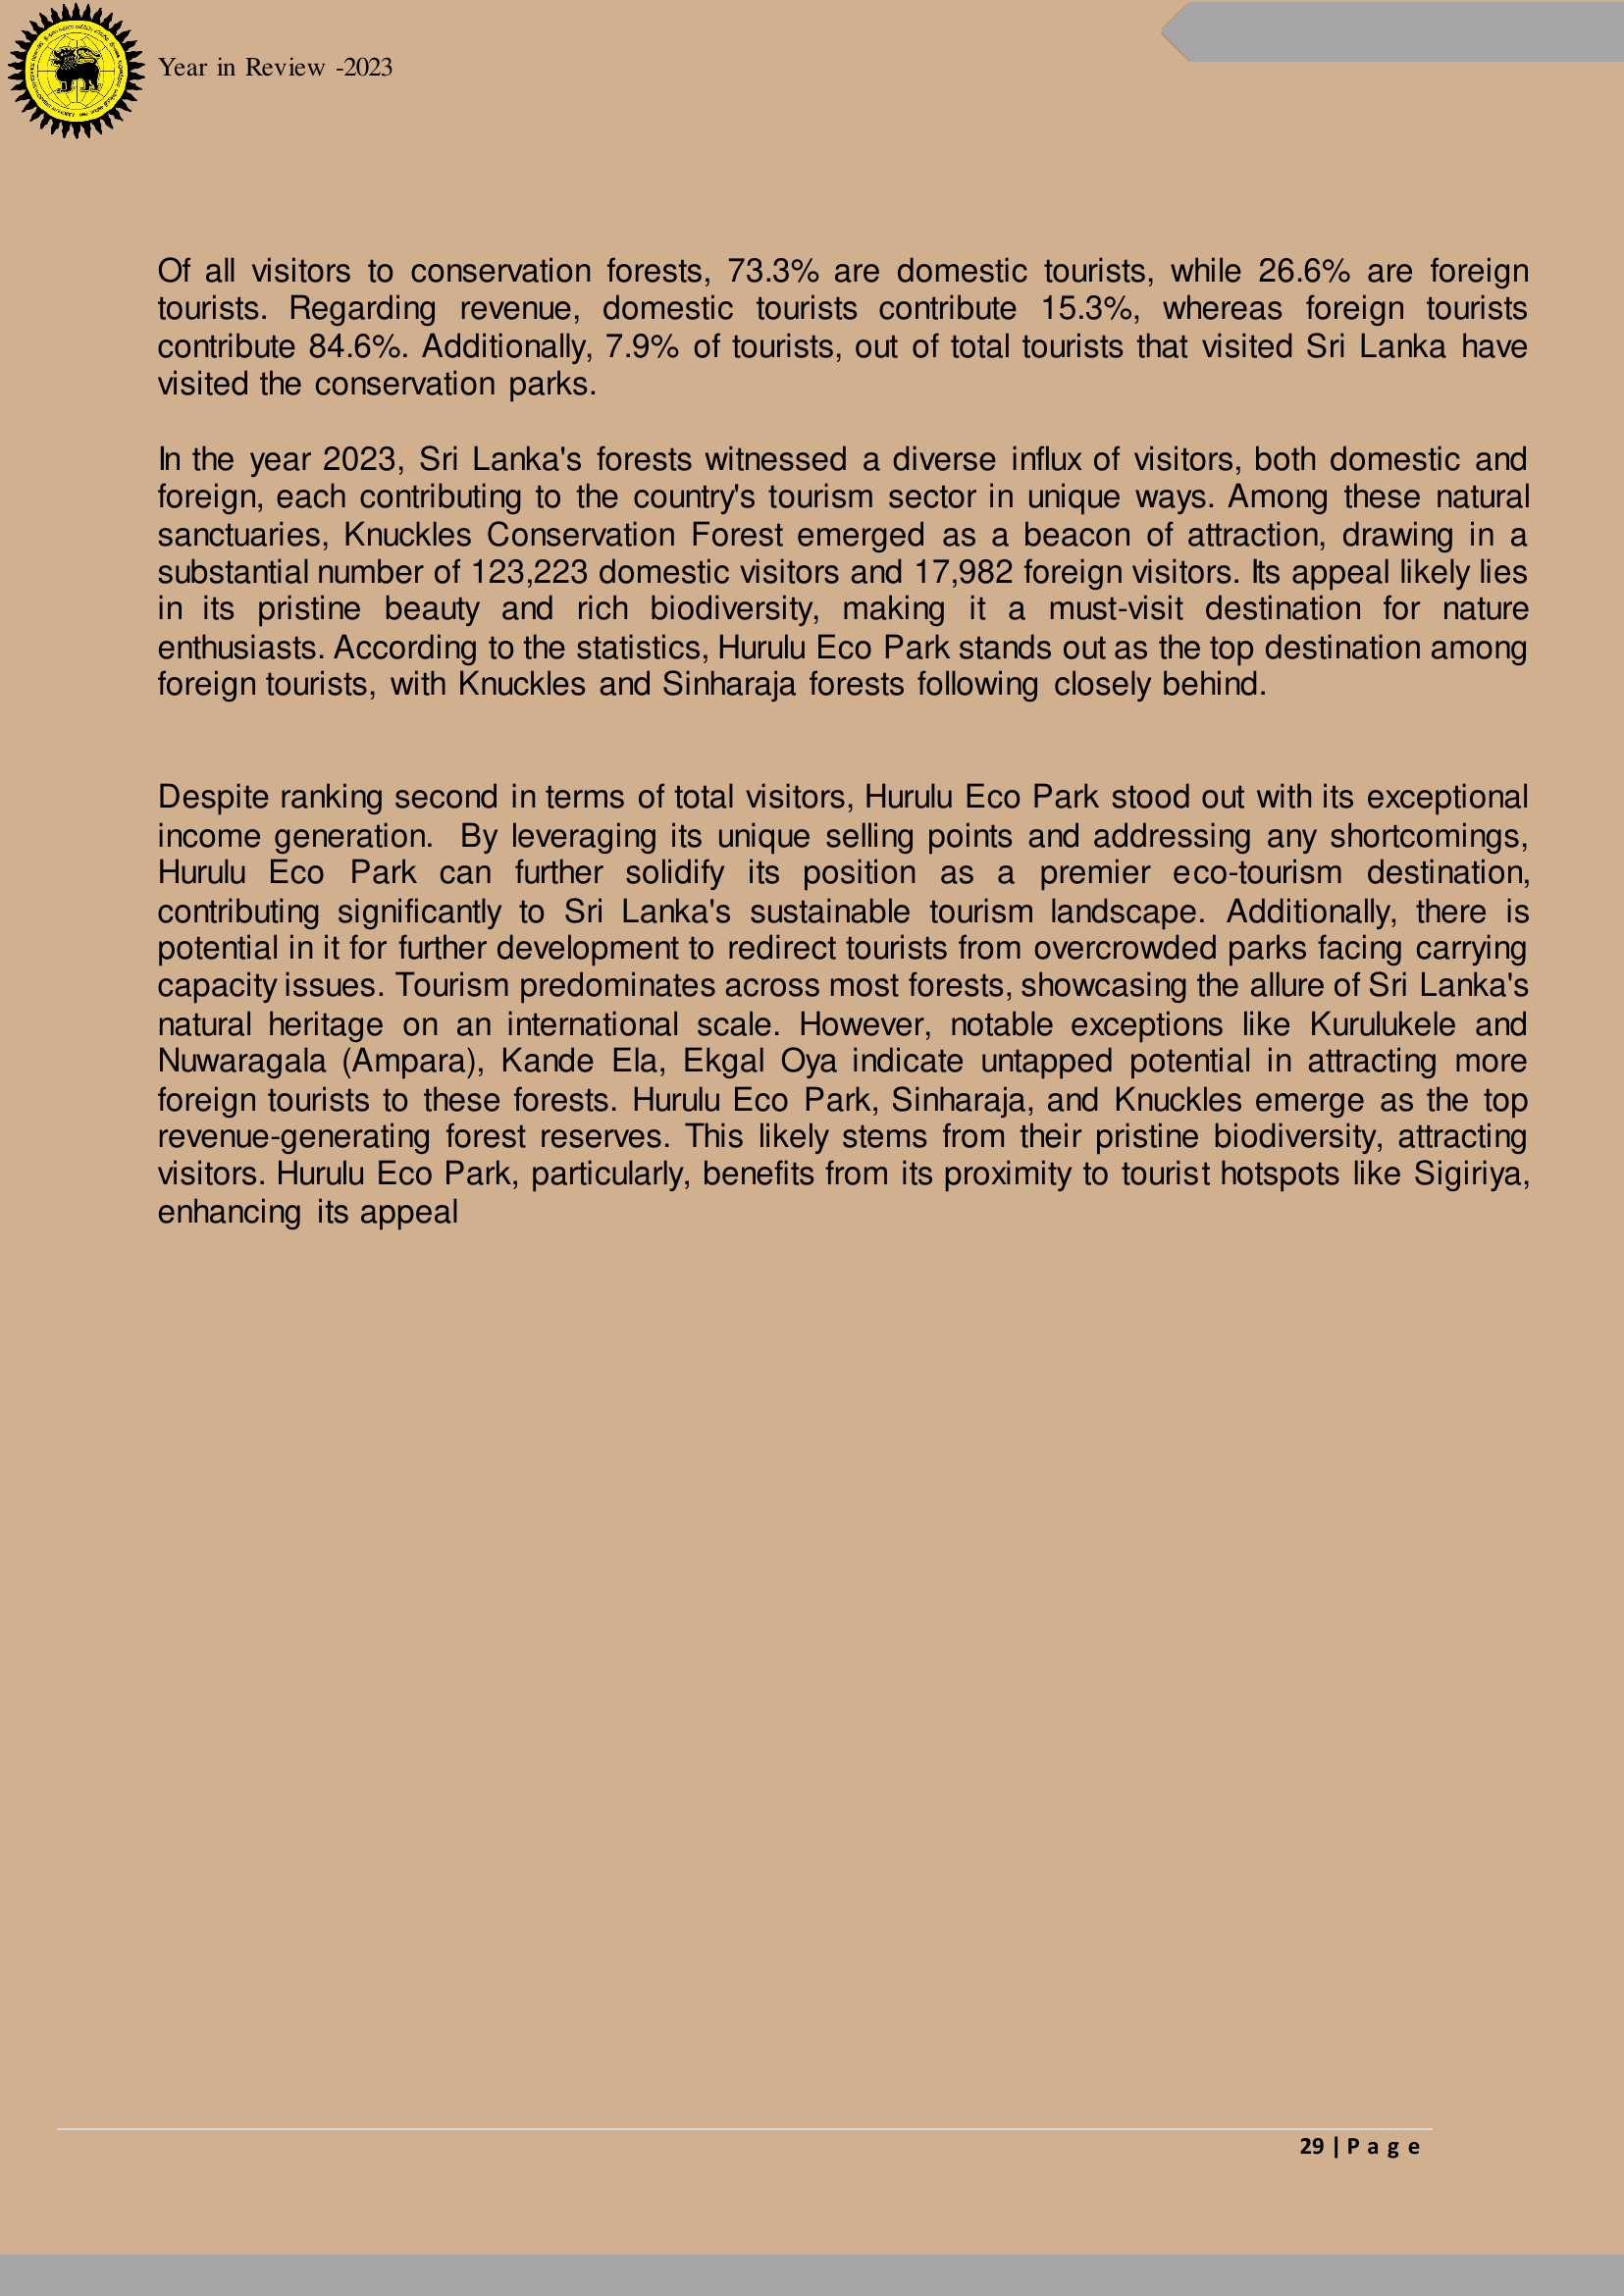 Year in Review -2023
Of all visitors to conservation forests, 73.3% are domestic tourists, while 26.6% are foreign
tourists. Regarding revenue, domestic tourists contribute 15.3%, whereas foreign tourists
contribute 84.6%. Additionally, 7.9% of tourists, out of total tourists that visited Sri Lanka have
visited the conservation parks.
In the year 2023, Sri Lanka's forests witnessed a diverse influx of visitors, both domestic and
foreign, each contributing to the country's tourism sector in unique ways. Among these natural
sanctuaries, Knuckles Conservation Forest emerged as a beacon of attraction, drawing in a
substantial number of 123,223 domestic visitors and 17,982 foreign visitors. Its appeal likely lies
in its pristine beauty and rich biodiversity, making it a must-visit destination for nature
enthusiasts. According to the statistics, Hurulu Eco Park stands out as the top destination among
foreign tourists, with Knuckles and Sinharaja forests following closely behind.
Despite ranking second in terms of total visitors, Hurulu Eco Park stood out with its exceptional
income generation. By leveraging its unique selling points and addressing any shortcomings,
Hurulu Eco Park can further solidify its position as a premier eco-tourism destination,
contributing significantly to Sri Lanka's sustainable tourism landscape. Additionally, there is
potential in it for further development to redirect tourists from overcrowded parks facing carrying
capacity issues. Tourism predominates across most forests, showcasing the allure of Sri Lanka's
natural heritage on an international scale. However, notable exceptions like Kurulukele and
Nuwaragala (Ampara), Kande Ela, Ekgal Oya indicate untapped potential in attracting more
foreign tourists to these forests. Hurulu Eco Park, Sinharaja, and Knuckles emerge as the top
revenue-generating forest reserves. This likely stems from their pristine biodiversity, attracting
visitors. Hurulu Eco Park, particularly, benefits from its proximity to tourist hotspots like Sigiriya,
enhancing its appeal
29 | P a g e